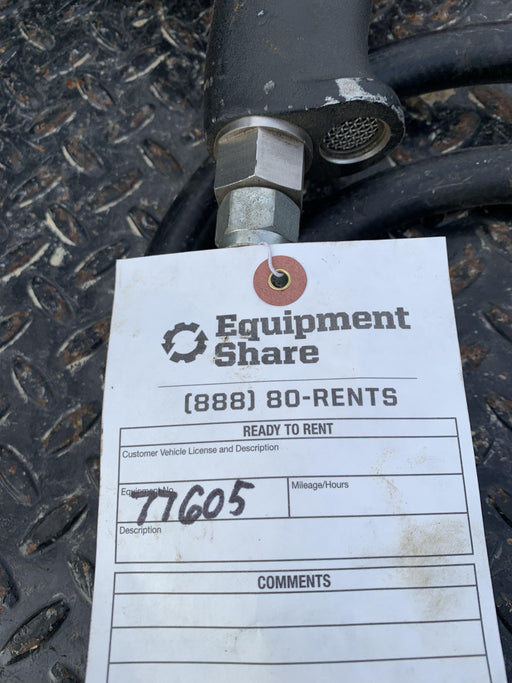 Equipment
Share
(888) 80-RENTS
READY TO RENT
Customer Vehicle License and Description
Equipment No. Mileage/Hours
77605
Description
COMMENTS